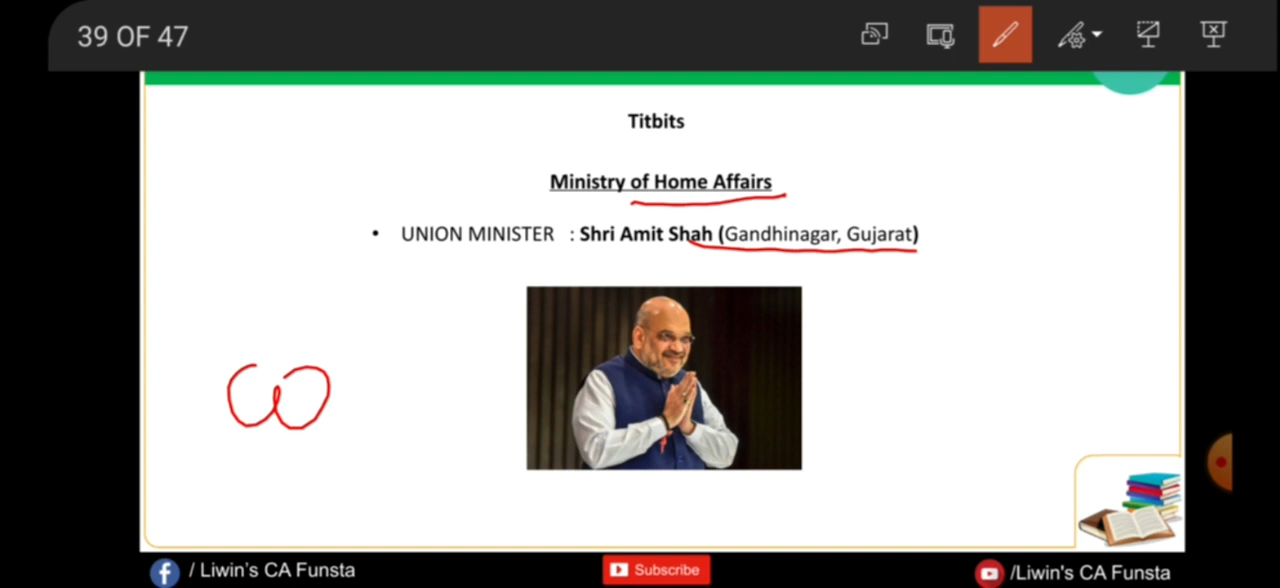 39 OF 47
Titbits
Ministry of Home Affairs
• UNION MINISTER : Shri Amit Shah (Gandhinagar, Gujarat)
/ Liwin's CA Funsta
Subscribe
/Liwin's CA Funsta